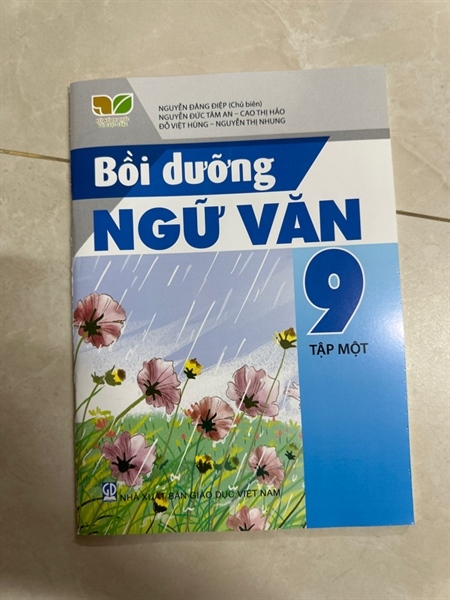 NGUYỄN ĐĂNG ĐIỆP (Chủ biên)
NGUYỄN ĐỨC TÂM AN – CAO THỊ HẢO
ĐỖ VIỆT HÙNG – NGUYỄN THỊ NHUNG
Bồi dưỡng
NGỮ VĂN
9
TẬP MỘT
NHÀ XUẤT BẢN GIÁO DỤC VIỆT NAM